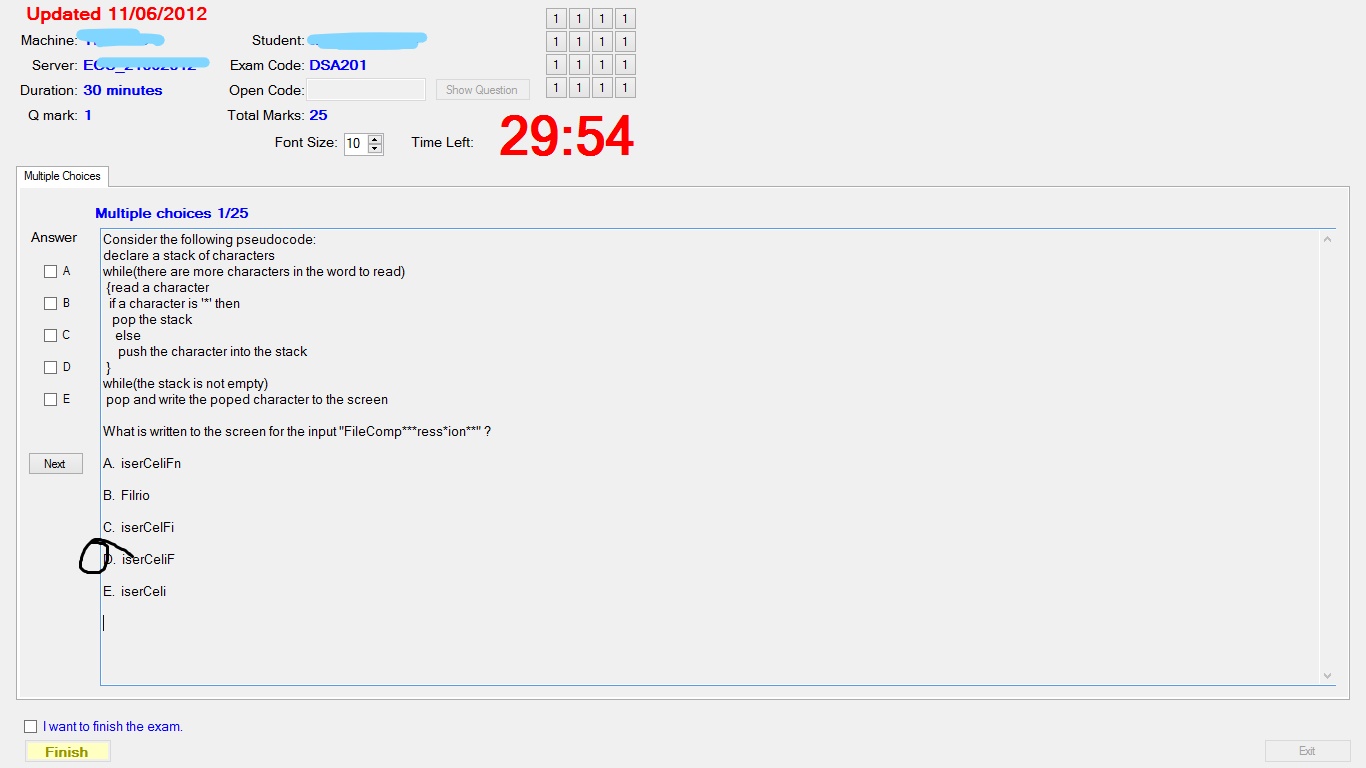 Updated 11/06/2012
Machine: Student:
Server: Exam Code: DSA201
Duration: 30 minutes Open Code: Show Question
Q mark: 1 Total Marks: 25
Font Size: 10 Time Left: 29:54
1 1 1 1
1 1 1 1
1 1 1 1
1 1 1 1
Multiple Choices
Multiple choices 1/25
Answer
A
B
C
D
E
Next
Consider the following pseudocode:
declare a stack of characters
while(there are more characters in the word to read)
{read a character
if a character is '*' then
pop the stack
else
push the character into the stack
}
while(the stack is not empty)
pop and write the poped character to the screen
What is written to the screen for the input "FileComp***ress*ion**" ?
A. iserCeliFn
B. Filrio
C. iserCelFi
D. iserCeliF
E. iserCeli
I want to finish the exam.
Finish
Exit